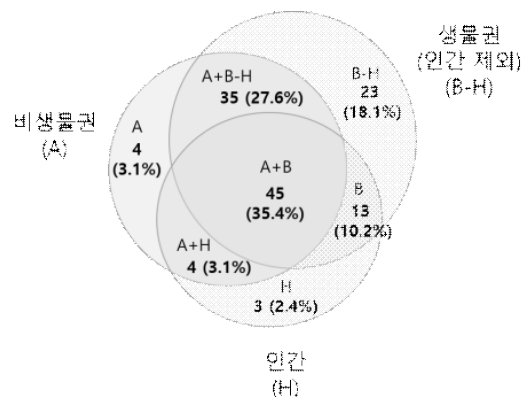 생물권
(인간 제외)
(B-H)
A+B-H
35 (27.6%)
B-H
23
(18.1%)
비생물권
(A)
A
4
(3.1%)
A+B
45
(35.4%)
B
13
(10.2%)
A+H
4 (3.1%)
H
3 (2.4%)
인간
(H)